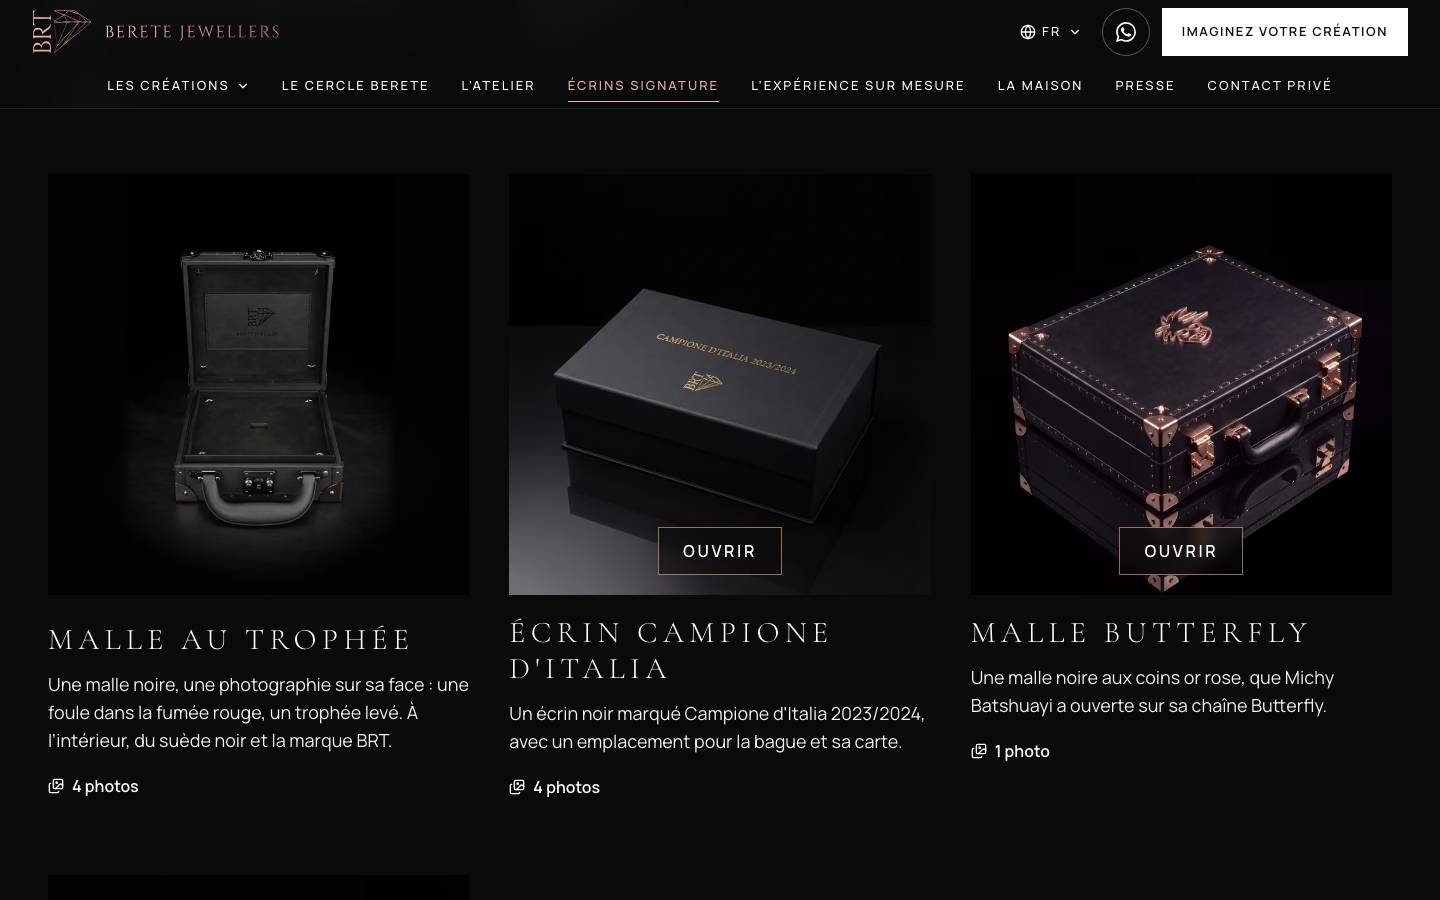 BRT
BERETE JEWELLERS
FR
IMAGINEZ VOTRE CRÉATION
LES CRÉATIONS
LE CERCLE BERETE
L'ATELIER
ÉCRINS SIGNATURE
L'EXPÉRIENCE SUR MESURE
LA MAISON
PRESSE
CONTACT PRIVÉ
BRT
CAMPIONE D'ITALIA 2023/2024
BRT
OUVRIR
OUVRIR
MALLE AU TROPHÉE
Une malle noire, une photographie sur sa face : une
foule dans la fumée rouge, un trophée levé. À
l'intérieur, du suède noir et la marque BRT.
4 photos
ÉCRIN CAMPIONE
D'ITALIA
Un écrin noir marqué Campione d'Italia 2023/2024,
avec un emplacement pour la bague et sa carte.
4 photos
MALLE BUTTERFLY
Une malle noire aux coins or rose, que Michy
Batshuayi a ouverte sur sa chaîne Butterfly.
1 photo